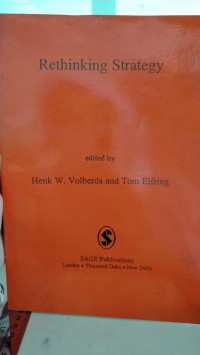 Rethinking Strategy
edited by
Henk W. Volberda and Tom Elfring
S
SAGE Publications
London • Thousand Oaks • New Delhi